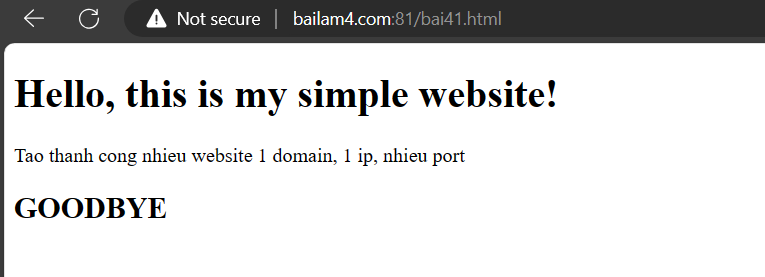 Not secure | bailam4.com:81/bai41.html
Hello, this is my simple website!
Tao thanh cong nhieu website 1 domain, 1 ip, nhieu port
GOODBYE